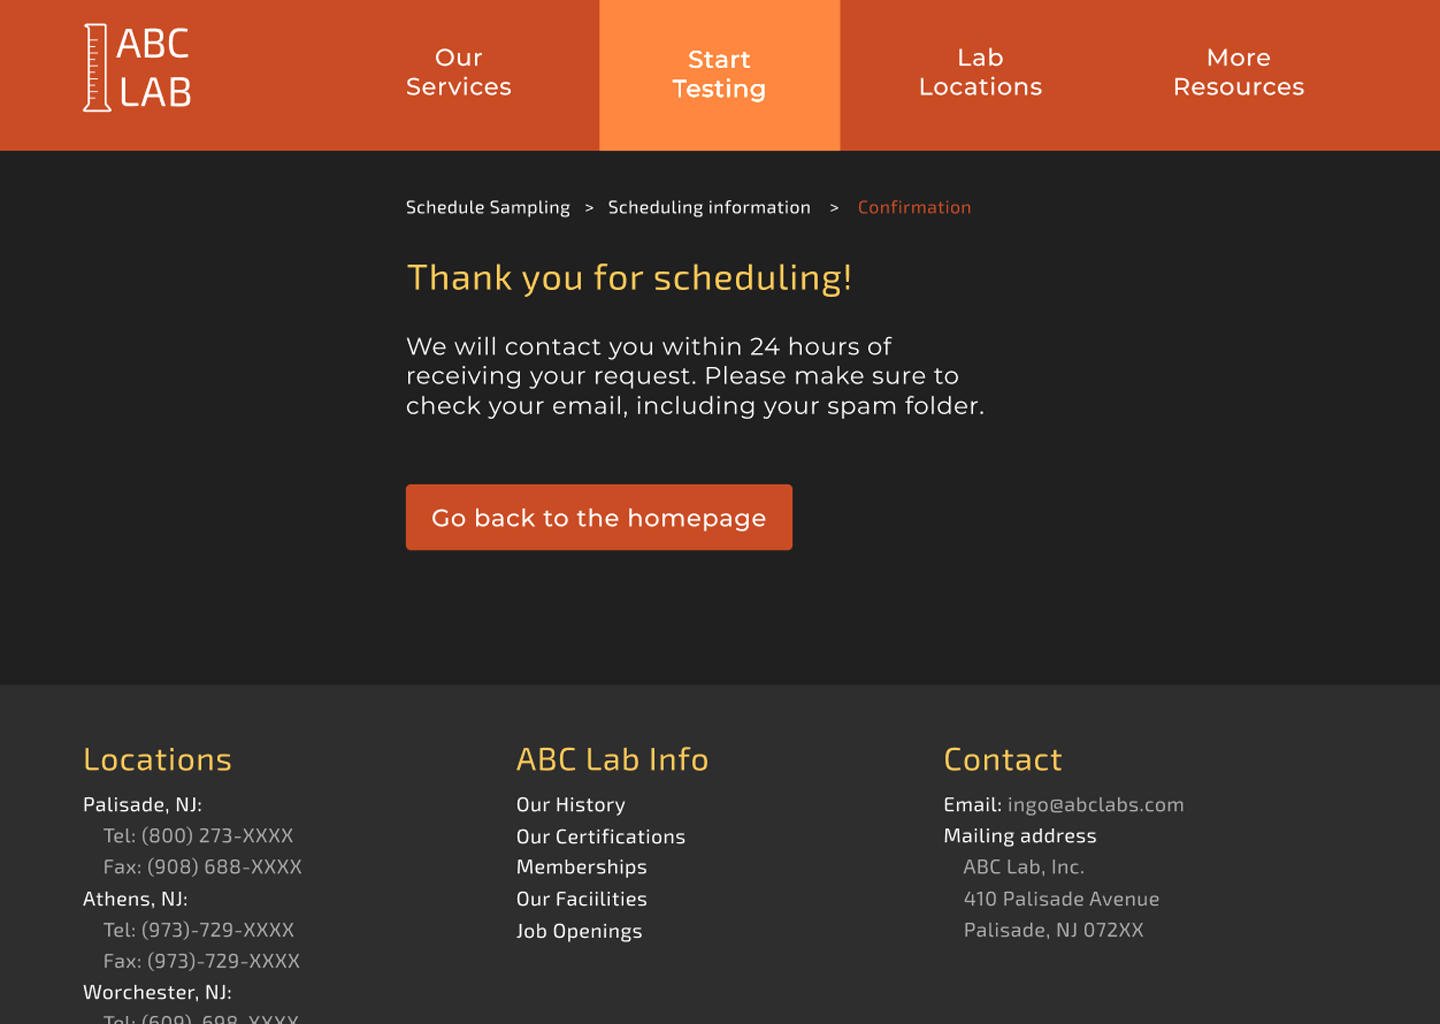 ABC
LAB
Our
Services
Start
Testing
Lab
Locations
More
Resources
Schedule Sampling > Scheduling information > Confirmation
Thank you for scheduling!
We will contact you within 24 hours of
receiving your request. Please make sure to
check your email, including your spam folder.
Go back to the homepage
Locations
Palisade, NJ:
Tel: (800) 273-XXXX
Fax: (908) 688-XXXX
Athens, NJ:
Tel: (973)-729-XXXX
Fax: (973)-729-XXXX
Worchester, NJ:
Tel: (609)-698-XXXX
ABC Lab Info
Our History
Our Certifications
Memberships
Our Faciilities
Job Openings
Contact
Email: ingo@abclabs.com
Mailing address
ABC Lab, Inc.
410 Palisade Avenue
Palisade, NJ 072XX